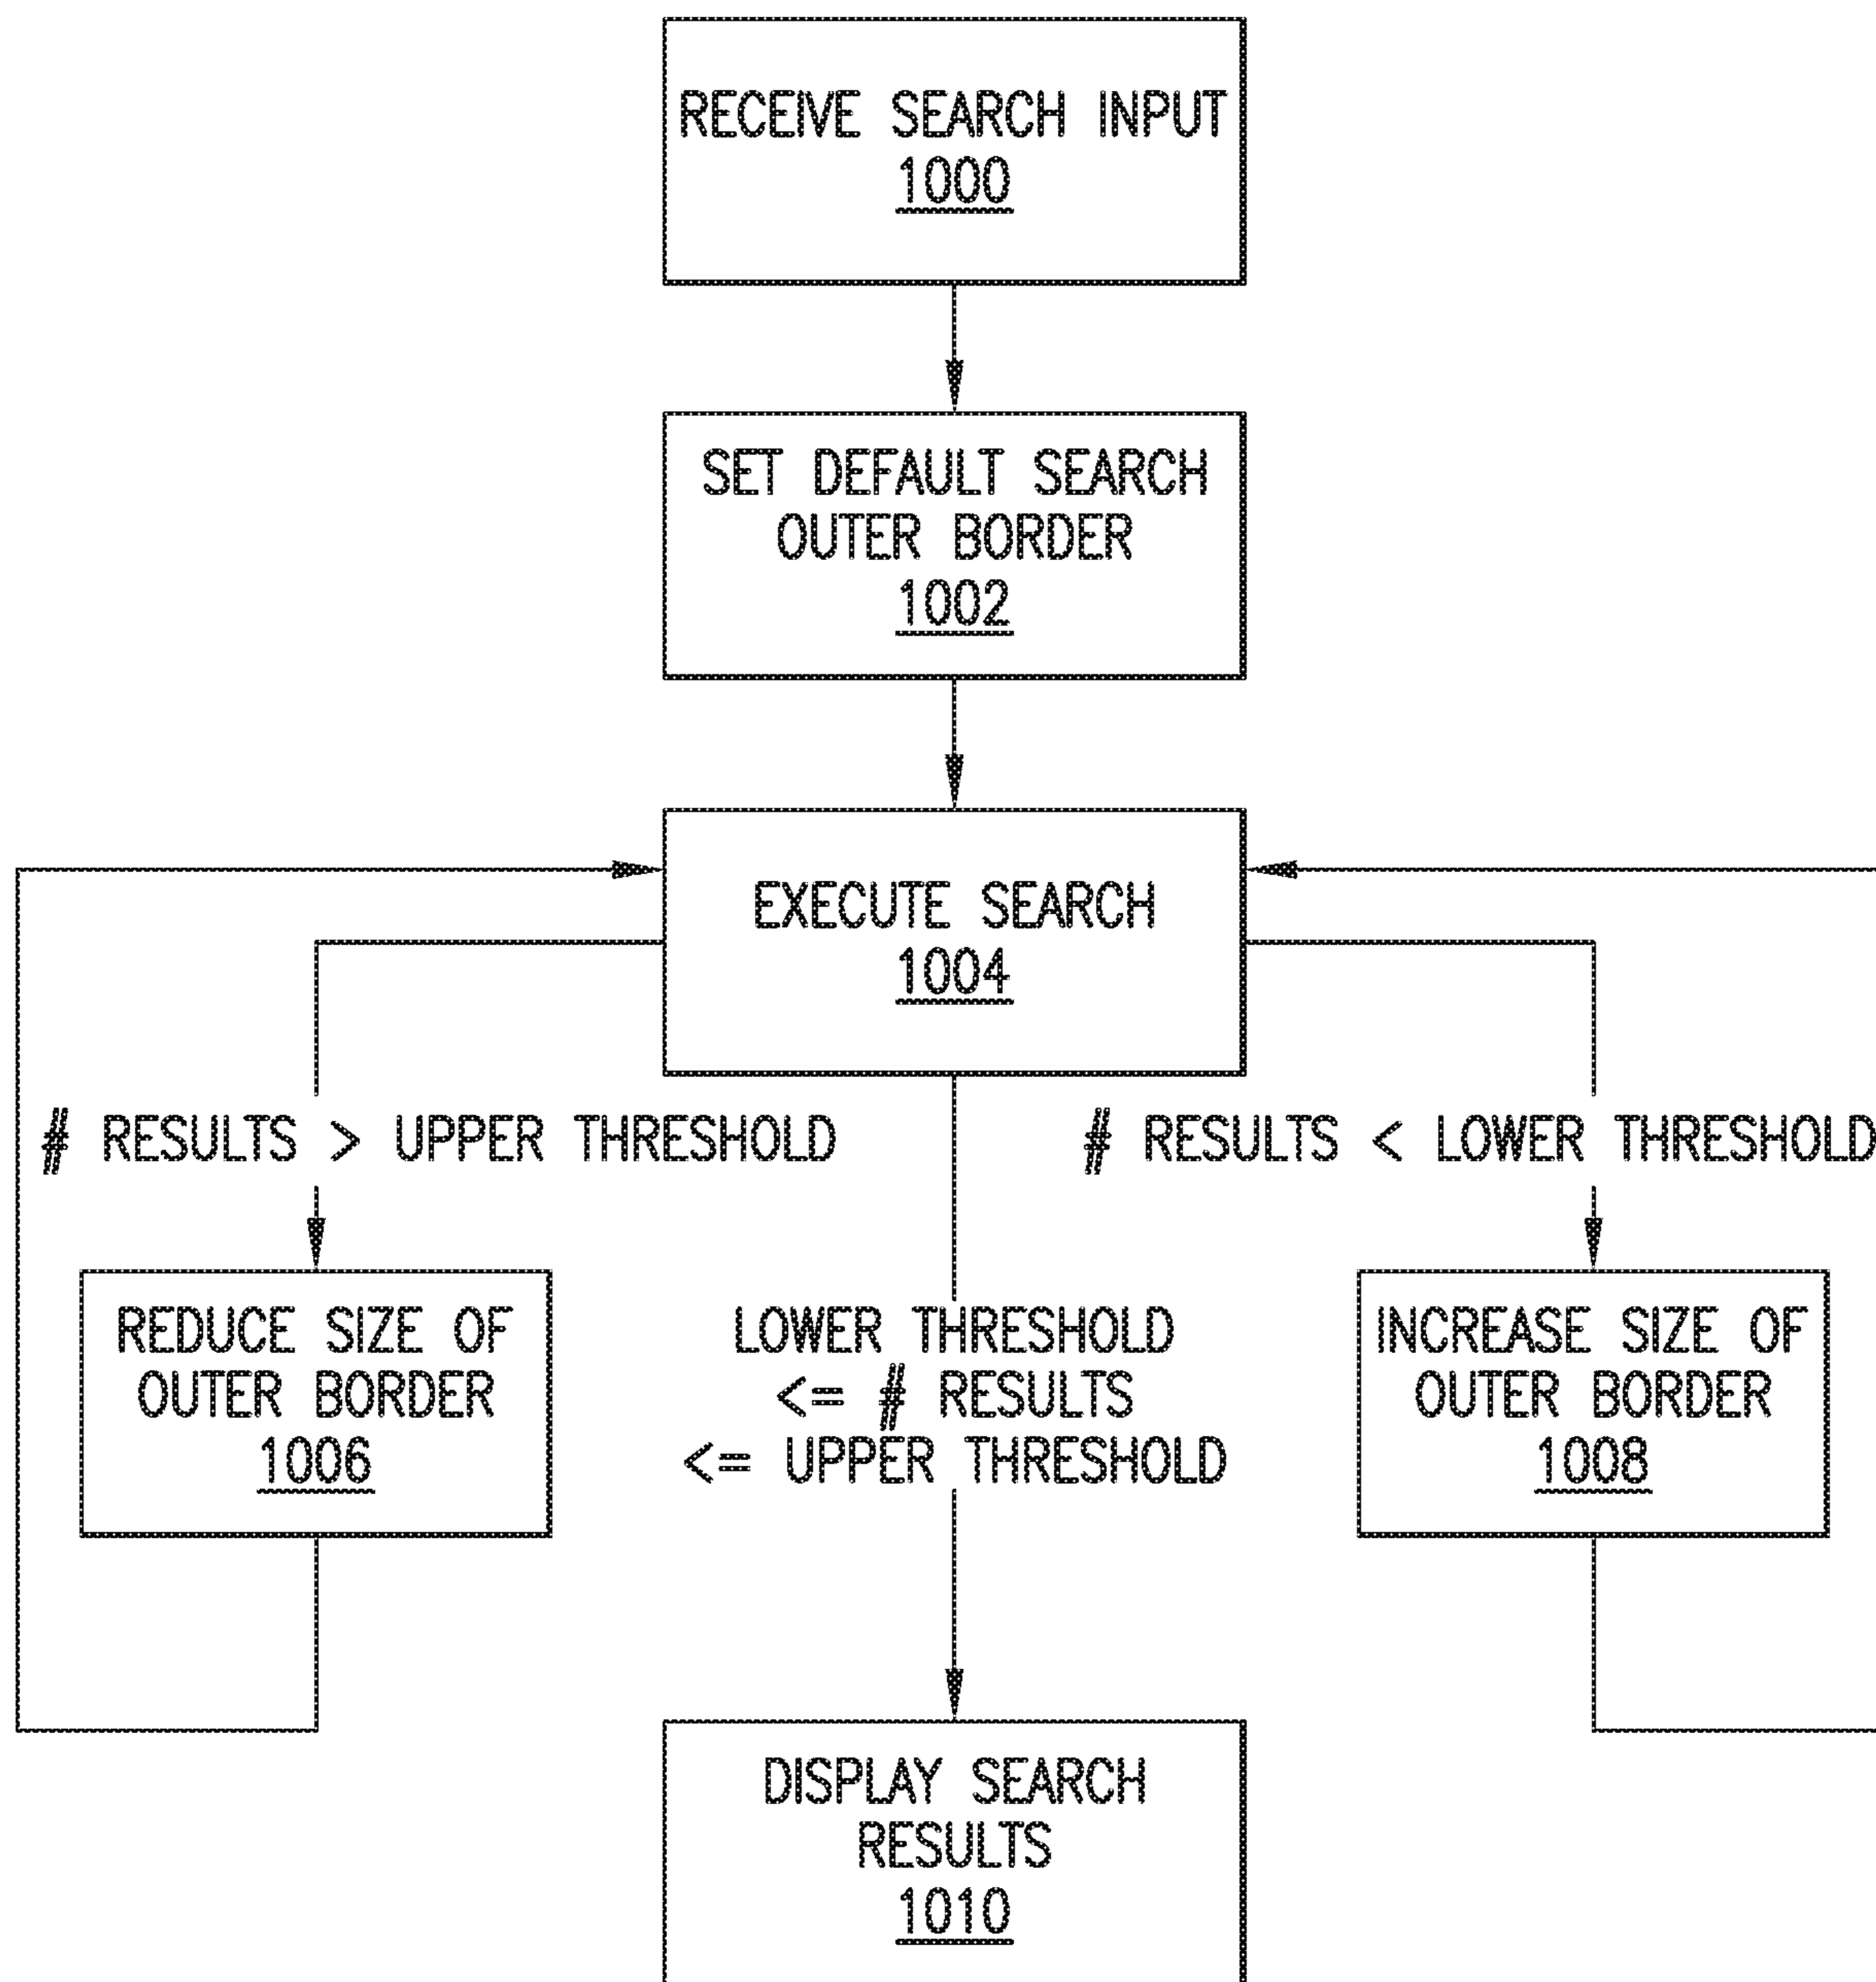 RECEIVE SEARCH INPUT
1000
SET DEFAULT SEARCH
OUTER BORDER
1002
EXECUTE SEARCH
1004
# RESULTS > UPPER THRESHOLD
# RESULTS < LOWER THRESHOLD
REDUCE SIZE OF
OUTER BORDER
1006
LOWER THRESHOLD
<= # RESULTS
<= UPPER THRESHOLD
INCREASE SIZE OF
OUTER BORDER
1008
DISPLAY SEARCH
RESULTS
1010